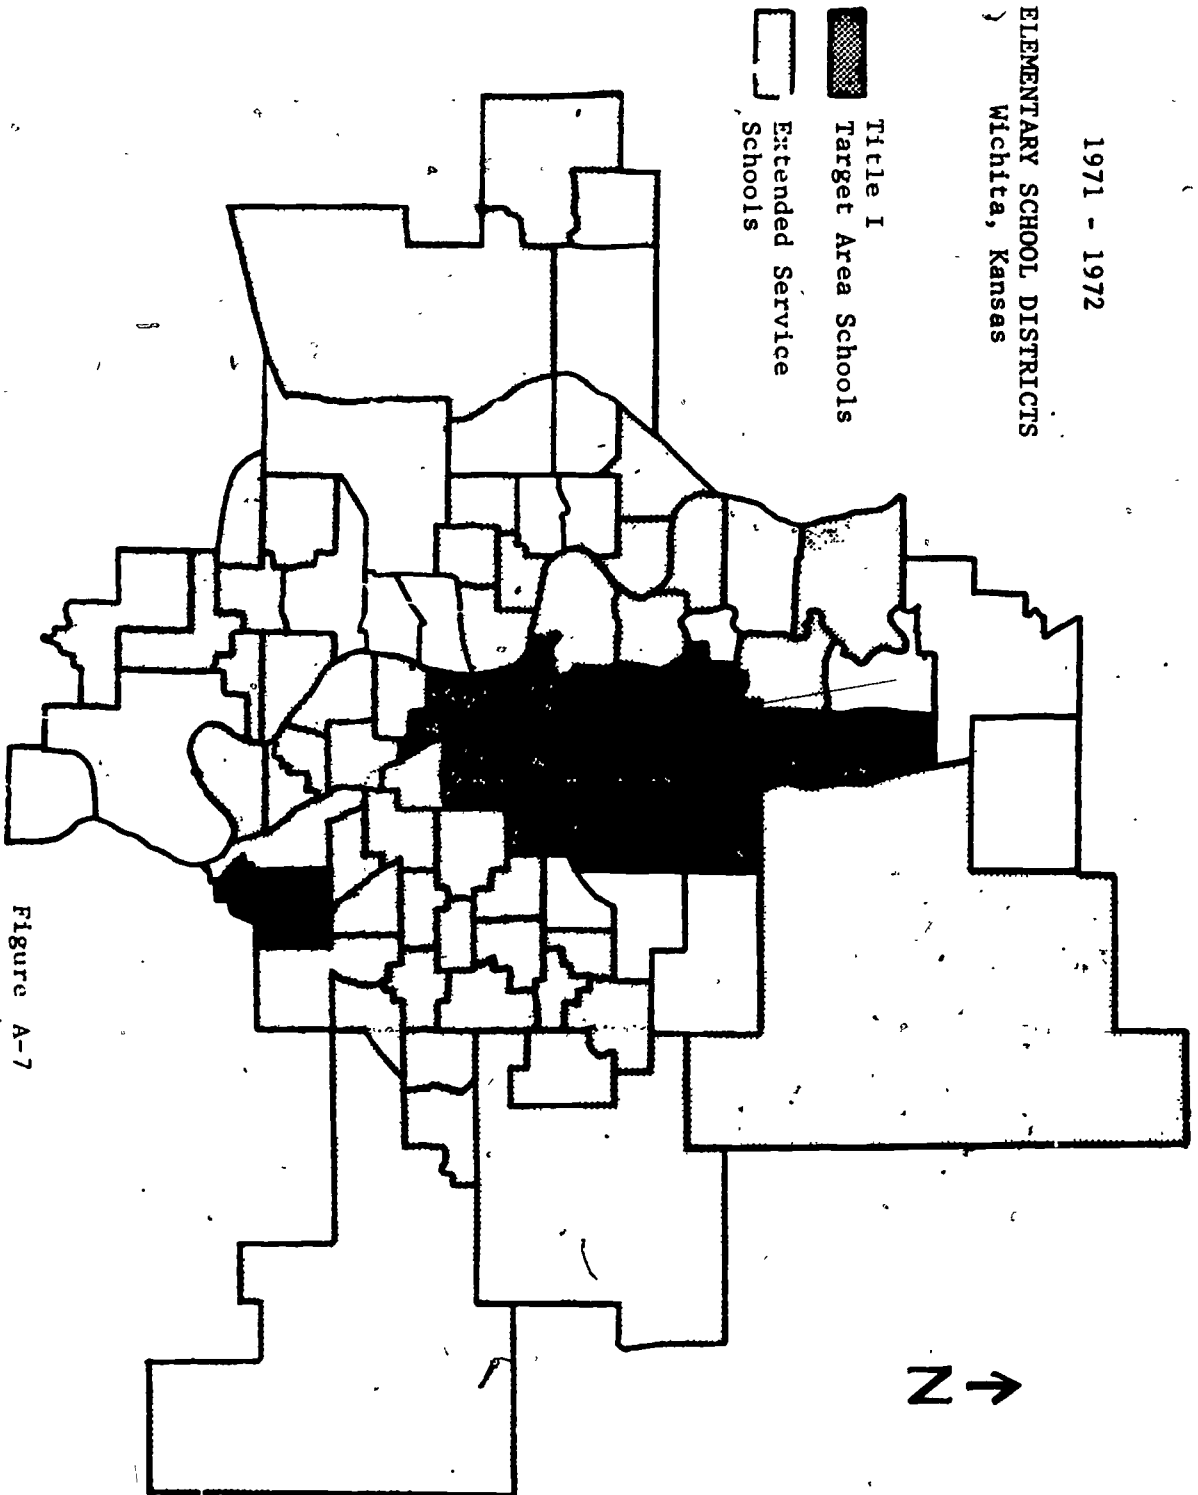 1971 - 1972
ELEMENTARY SCHOOL DISTRICTS
Wichita, Kansas
Title I
Target Area Schools
Extended Service
Schools
N
Figure A-7